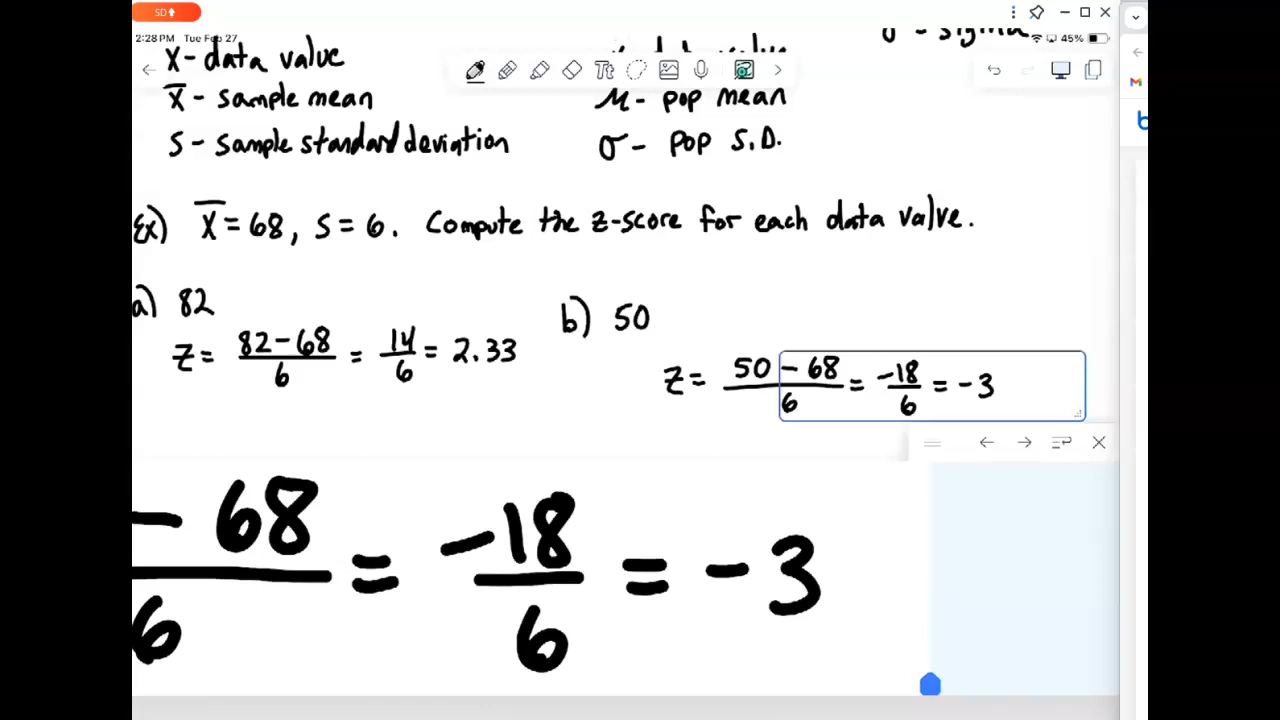 SD
2:28 PM Tue Feb 27
45%
σ - sigma
x - data value
x̄ - sample mean
μ - pop mean
s - sample standard deviation
σ - pop S.D.
Ex) x̄ = 68, s = 6. Compute the z-score for each data value.
a) 82
z = 82 - 68 / 6 = 14 / 6 = 2.33
b) 50
z = 50 - 68 / 6 = -18 / 6 = -3
- 68 / 6 = -18 / 6 = -3